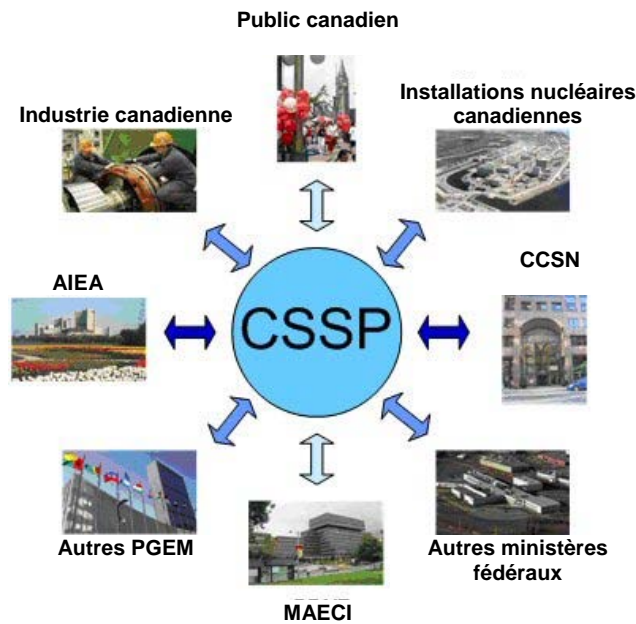 Public canadien
Industrie canadienne
Installations nucléaires
canadiennes
AIEA
CSSP
CCSN
Autres PGEM
Autres ministères
fédéraux
MAECI